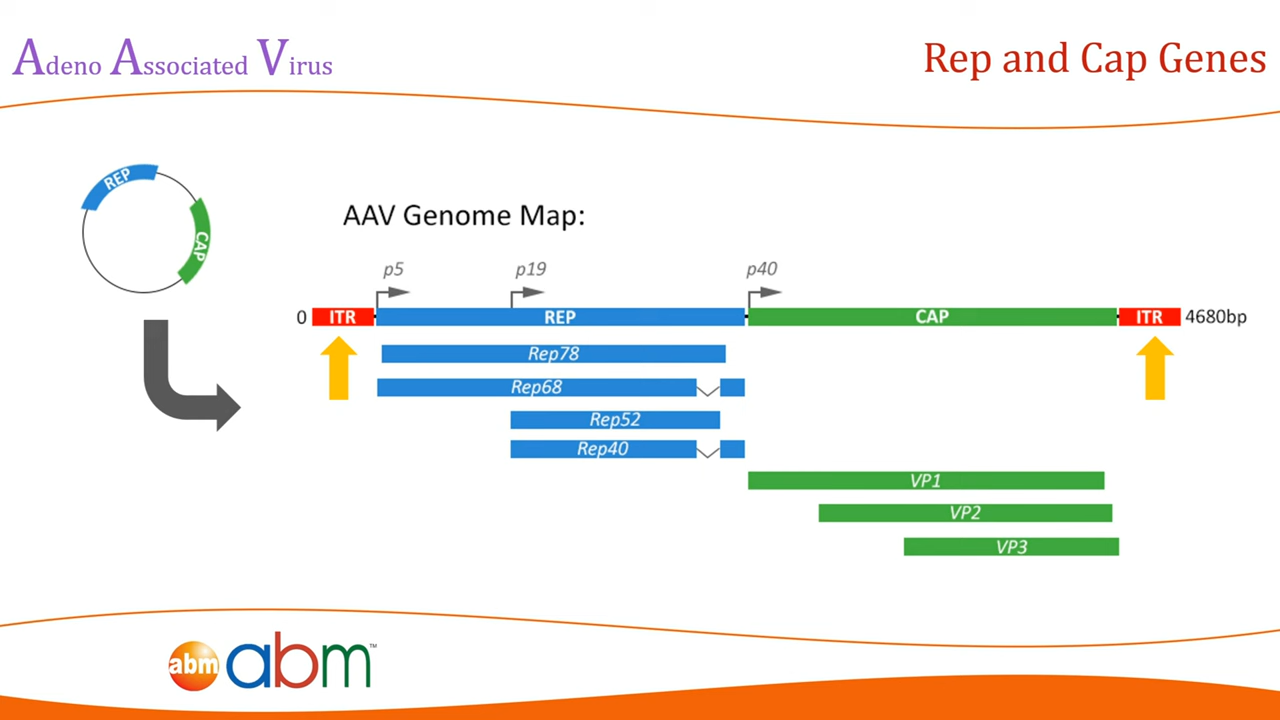 Adeno Associated Virus
Rep and Cap Genes
REP
CAP
AAV Genome Map:
p5
p19
p40
0
ITR
REP
CAP
ITR
4680bp
Rep78
Rep68
Rep52
Rep40
VP1
VP2
VP3
abm
abm™